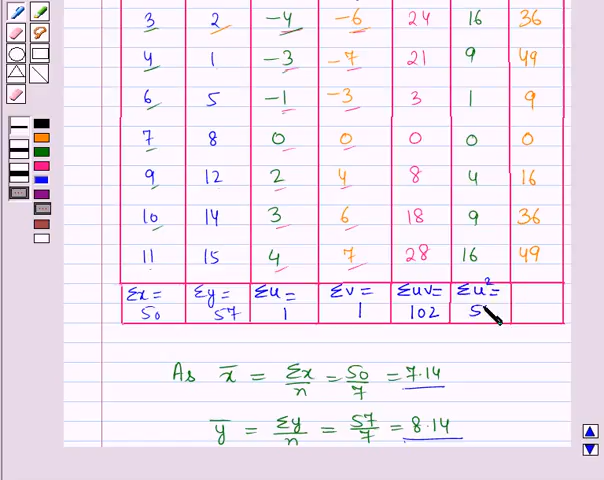 3 2 -4 -6 24 16 36
4 1 -3 -7 21 9 49
6 5 -1 -3 3 1 9
7 8 0 0 0 0 0
9 12 2 4 8 4 16
10 14 3 6 18 9 36
11 15 4 7 28 16 49
Σx= Σy= Σu= Σv= Σuv= Σu²=
50 57 1 1 102 5
As x̄ = Σx/n = 50/7 = 7.14
ȳ = Σy/n = 57/7 = 8.14